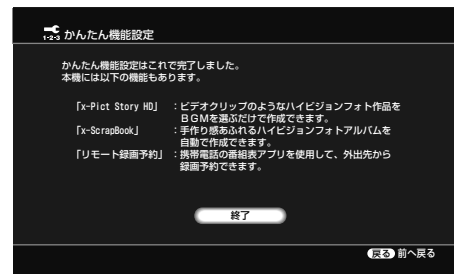 1-2-3 かんたん機能設定
かんたん機能設定はこれで完了しました。
本機には以下の機能もあります。
「x-Pict Story HD」 ：ビデオクリップのようなハイビジョンフォト作品を
ＢＧＭを選ぶだけで作成できます。
「x-ScrapBook」 ：手作り感あふれるハイビジョンフォトアルバムを
自動で作成できます。
「リモート録画予約」 ：携帯電話の番組表アプリを使用して、外出先から
録画予約できます。
終了
戻る 前へ戻る